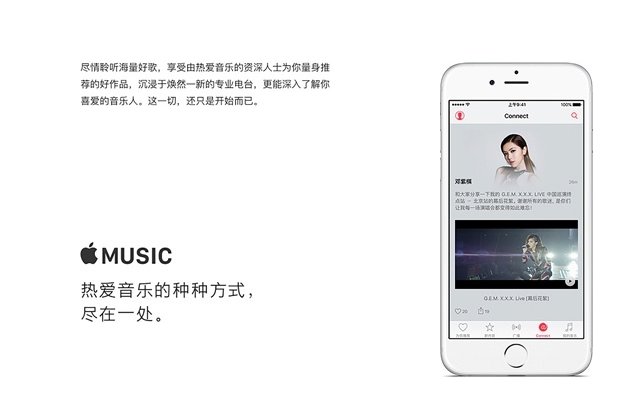 尽情聆听海量好歌，享受由热爱音乐的资深人士为你量身推
荐的好作品，沉浸于焕然一新的专业电台，更能深入了解你
喜爱的音乐人。这一切，还只是开始而已。
MUSIC
热爱音乐的种种方式，
尽在一处。
上午9:41
100%
Connect
邓紫棋
26m
和大家分享一下我的 G.E.M. X.X.X. LIVE 中国巡演终
点站 — 北京站的幕后花絮，谢谢所有的歌迷，是你们
让我每一场演唱会都变得如此难忘！
G.E.M. X.X.X. Live [幕后花絮]
20
19
为你推荐
新内容
广播
Connect
我的音乐